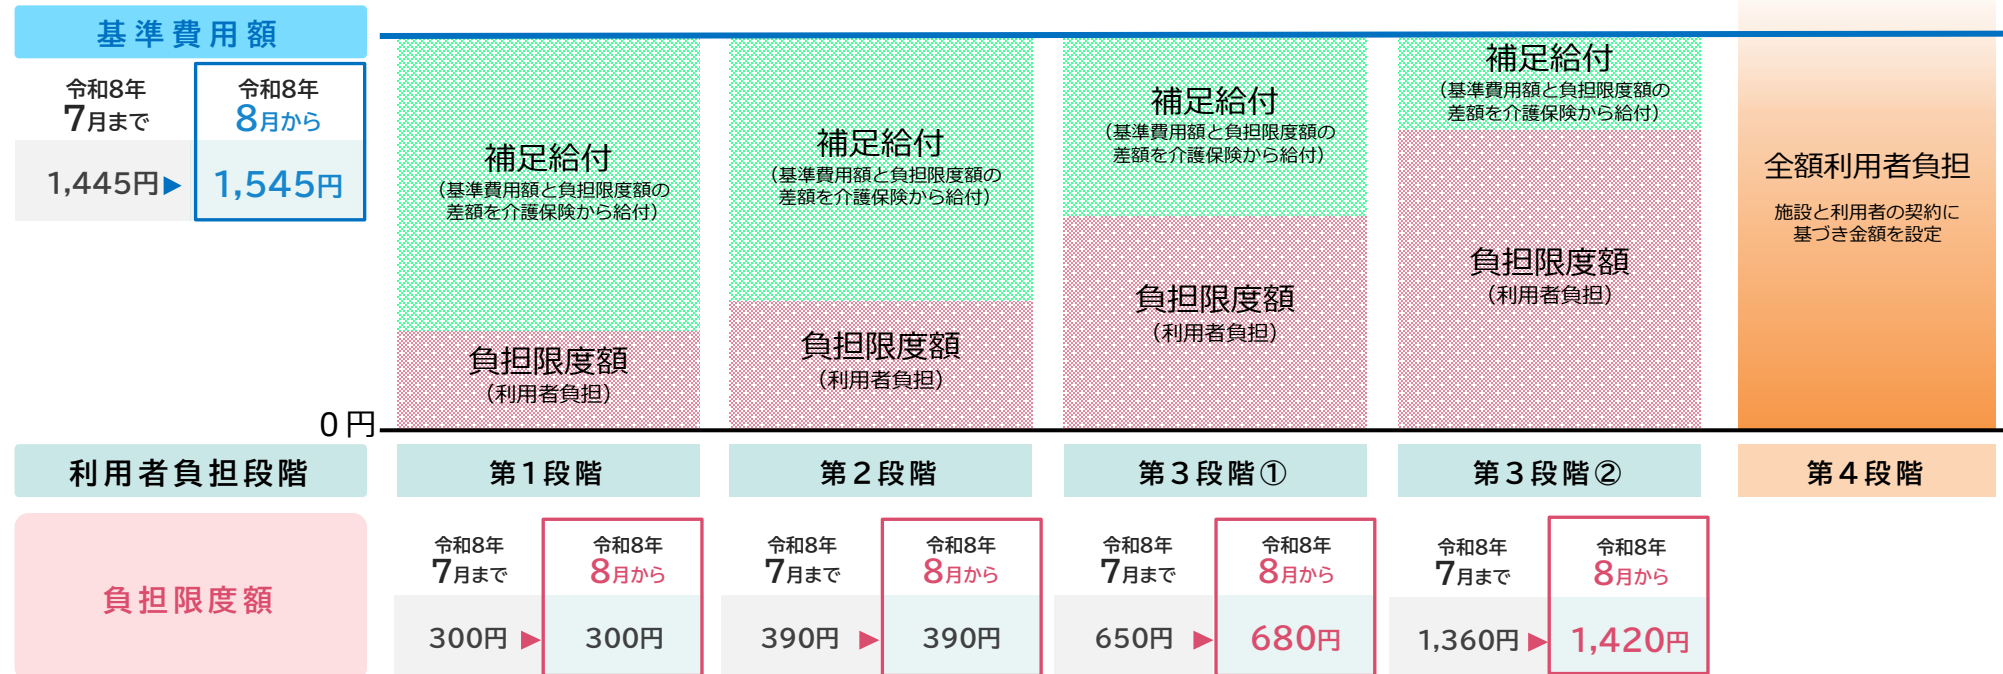 基準費用額
令和8年
7月まで
令和8年
8月から
1,445円▶
1,545円
補足給付
（基準費用額と負担限度額の
差額を介護保険から給付）
負担限度額
（利用者負担）
補足給付
（基準費用額と負担限度額の
差額を介護保険から給付）
負担限度額
（利用者負担）
補足給付
（基準費用額と負担限度額の
差額を介護保険から給付）
負担限度額
（利用者負担）
補足給付
（基準費用額と負担限度額の
差額を介護保険から給付）
負担限度額
（利用者負担）
全額利用者負担
施設と利用者の契約に
基づき金額を設定
0円
利用者負担段階
第1段階
第2段階
第3段階①
第3段階②
第4段階
負担限度額
令和8年
7月まで
令和8年
8月から
300円▶
300円
令和8年
7月まで
令和8年
8月から
390円▶
390円
令和8年
7月まで
令和8年
8月から
650円▶
680円
令和8年
7月まで
令和8年
8月から
1,360円▶
1,420円